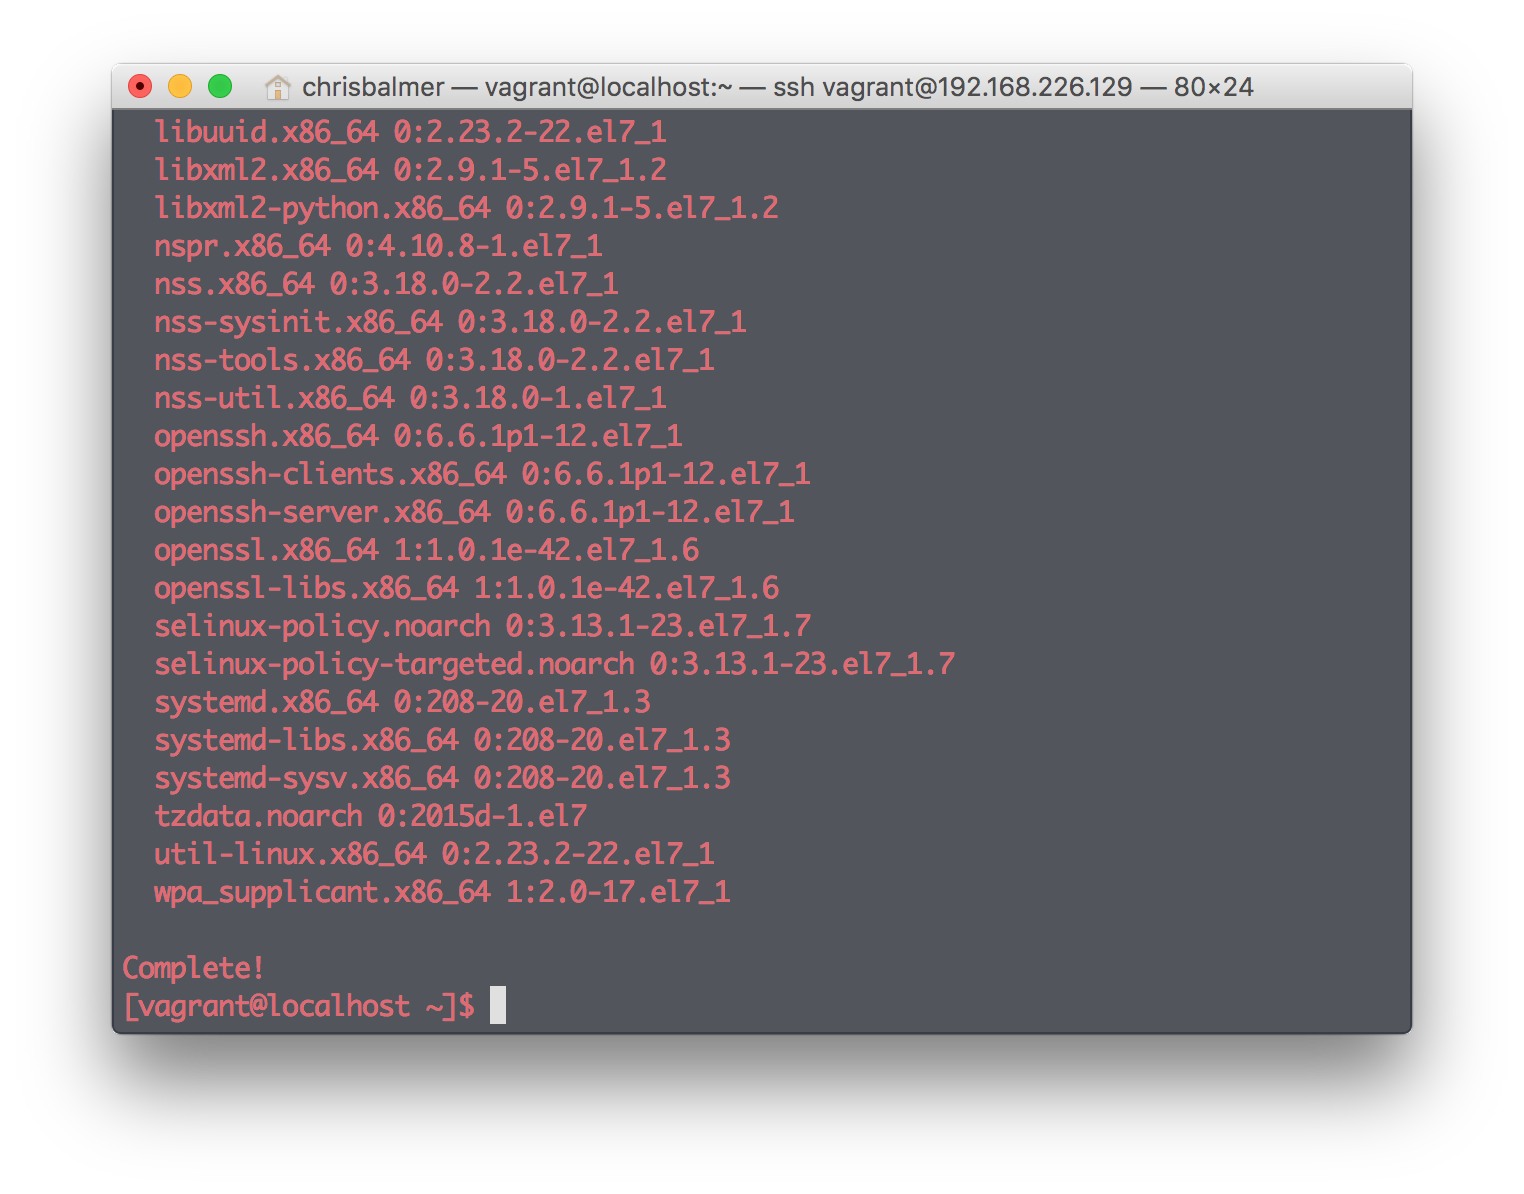 chrisbalmer — vagrant@localhost:~ — ssh vagrant@192.168.226.129 — 80×24
libuuid.x86_64 0:2.23.2-22.el7_1
libxml2.x86_64 0:2.9.1-5.el7_1.2
libxml2-python.x86_64 0:2.9.1-5.el7_1.2
nspr.x86_64 0:4.10.8-1.el7_1
nss.x86_64 0:3.18.0-2.2.el7_1
nss-sysinit.x86_64 0:3.18.0-2.2.el7_1
nss-tools.x86_64 0:3.18.0-2.2.el7_1
nss-util.x86_64 0:3.18.0-1.el7_1
openssh.x86_64 0:6.6.1p1-12.el7_1
openssh-clients.x86_64 0:6.6.1p1-12.el7_1
openssh-server.x86_64 0:6.6.1p1-12.el7_1
openssl.x86_64 1:1.0.1e-42.el7_1.6
openssl-libs.x86_64 1:1.0.1e-42.el7_1.6
selinux-policy.noarch 0:3.13.1-23.el7_1.7
selinux-policy-targeted.noarch 0:3.13.1-23.el7_1.7
systemd.x86_64 0:208-20.el7_1.3
systemd-libs.x86_64 0:208-20.el7_1.3
systemd-sysv.x86_64 0:208-20.el7_1.3
tzdata.noarch 0:2015d-1.el7
util-linux.x86_64 0:2.23.2-22.el7_1
wpa_supplicant.x86_64 1:2.0-17.el7_1
Complete!
[vagrant@localhost ~]$